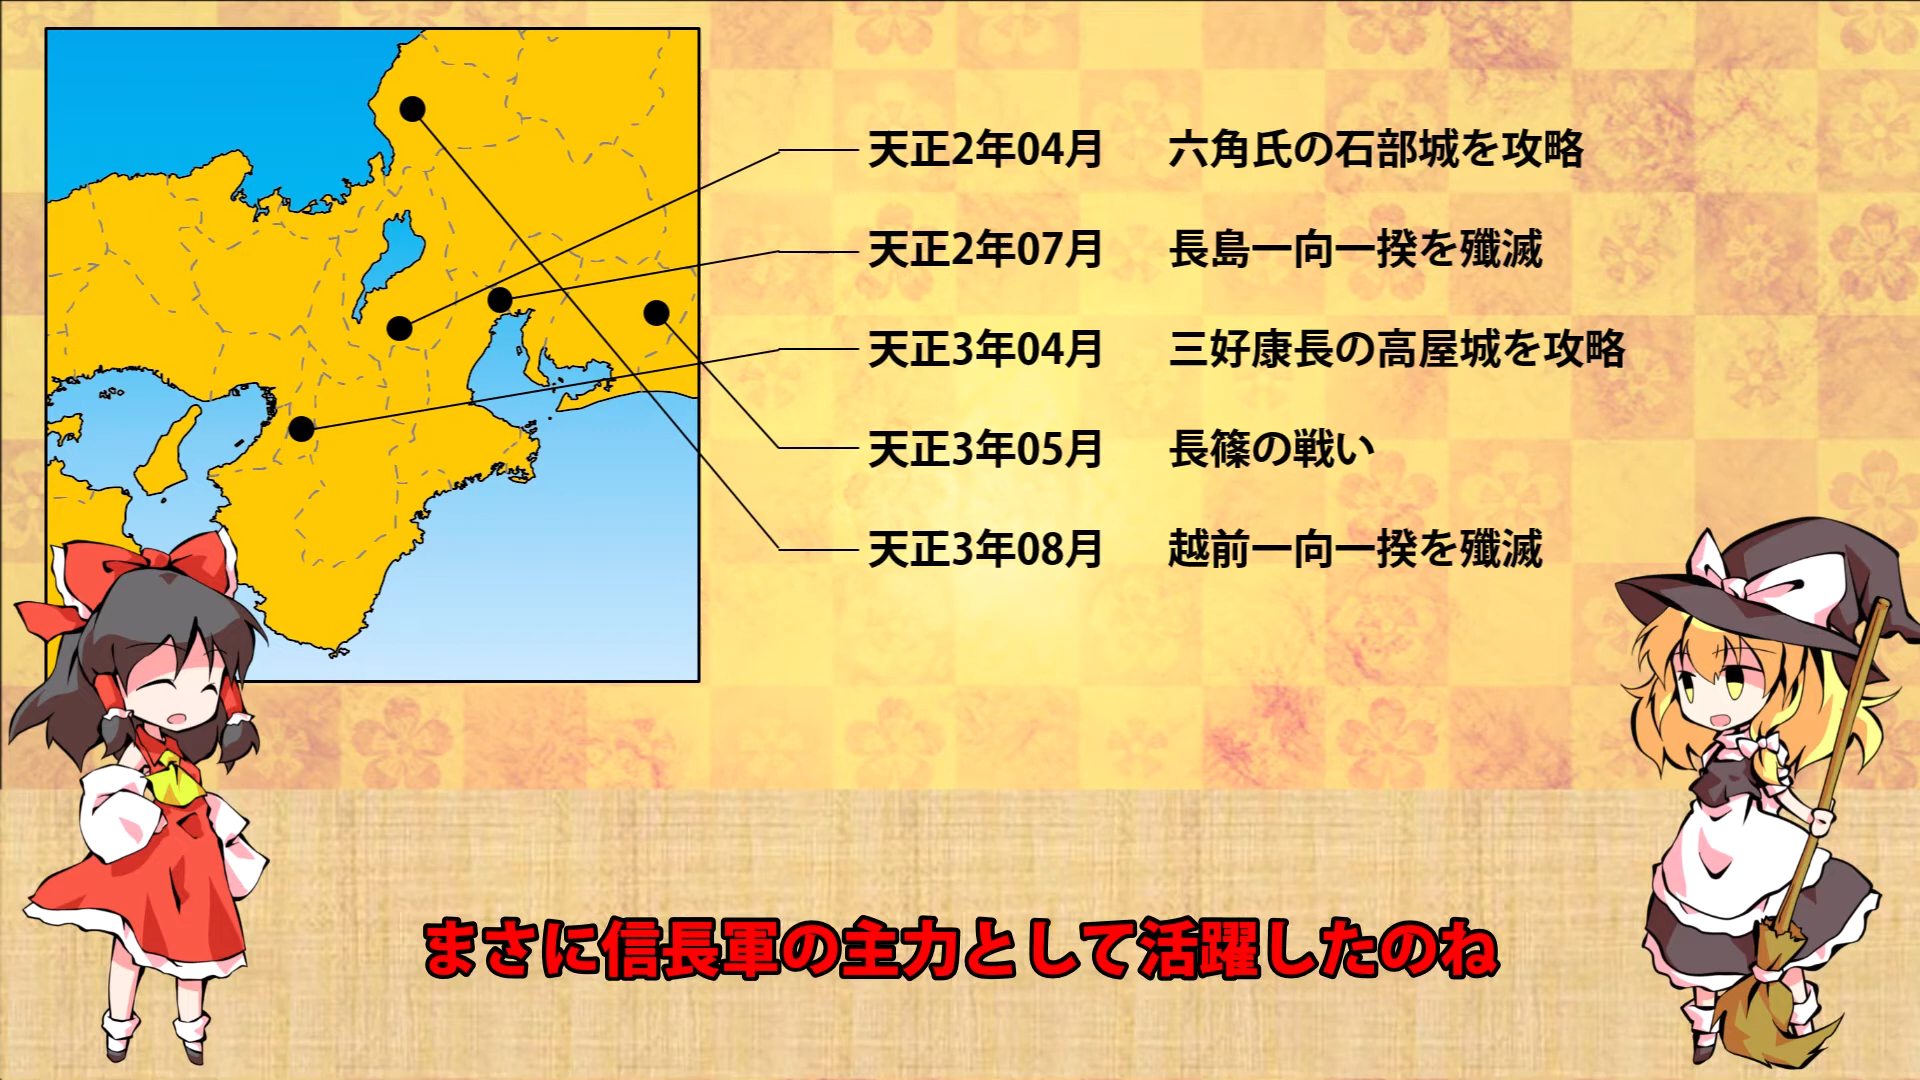 天正2年04月 六角氏の石部城を攻略
天正2年07月 長島一向一揆を殲滅
天正3年04月 三好康長の高屋城を攻略
天正3年05月 長篠の戦い
天正3年08月 越前一向一揆を殲滅
まさに信長軍の主力として活躍したのね